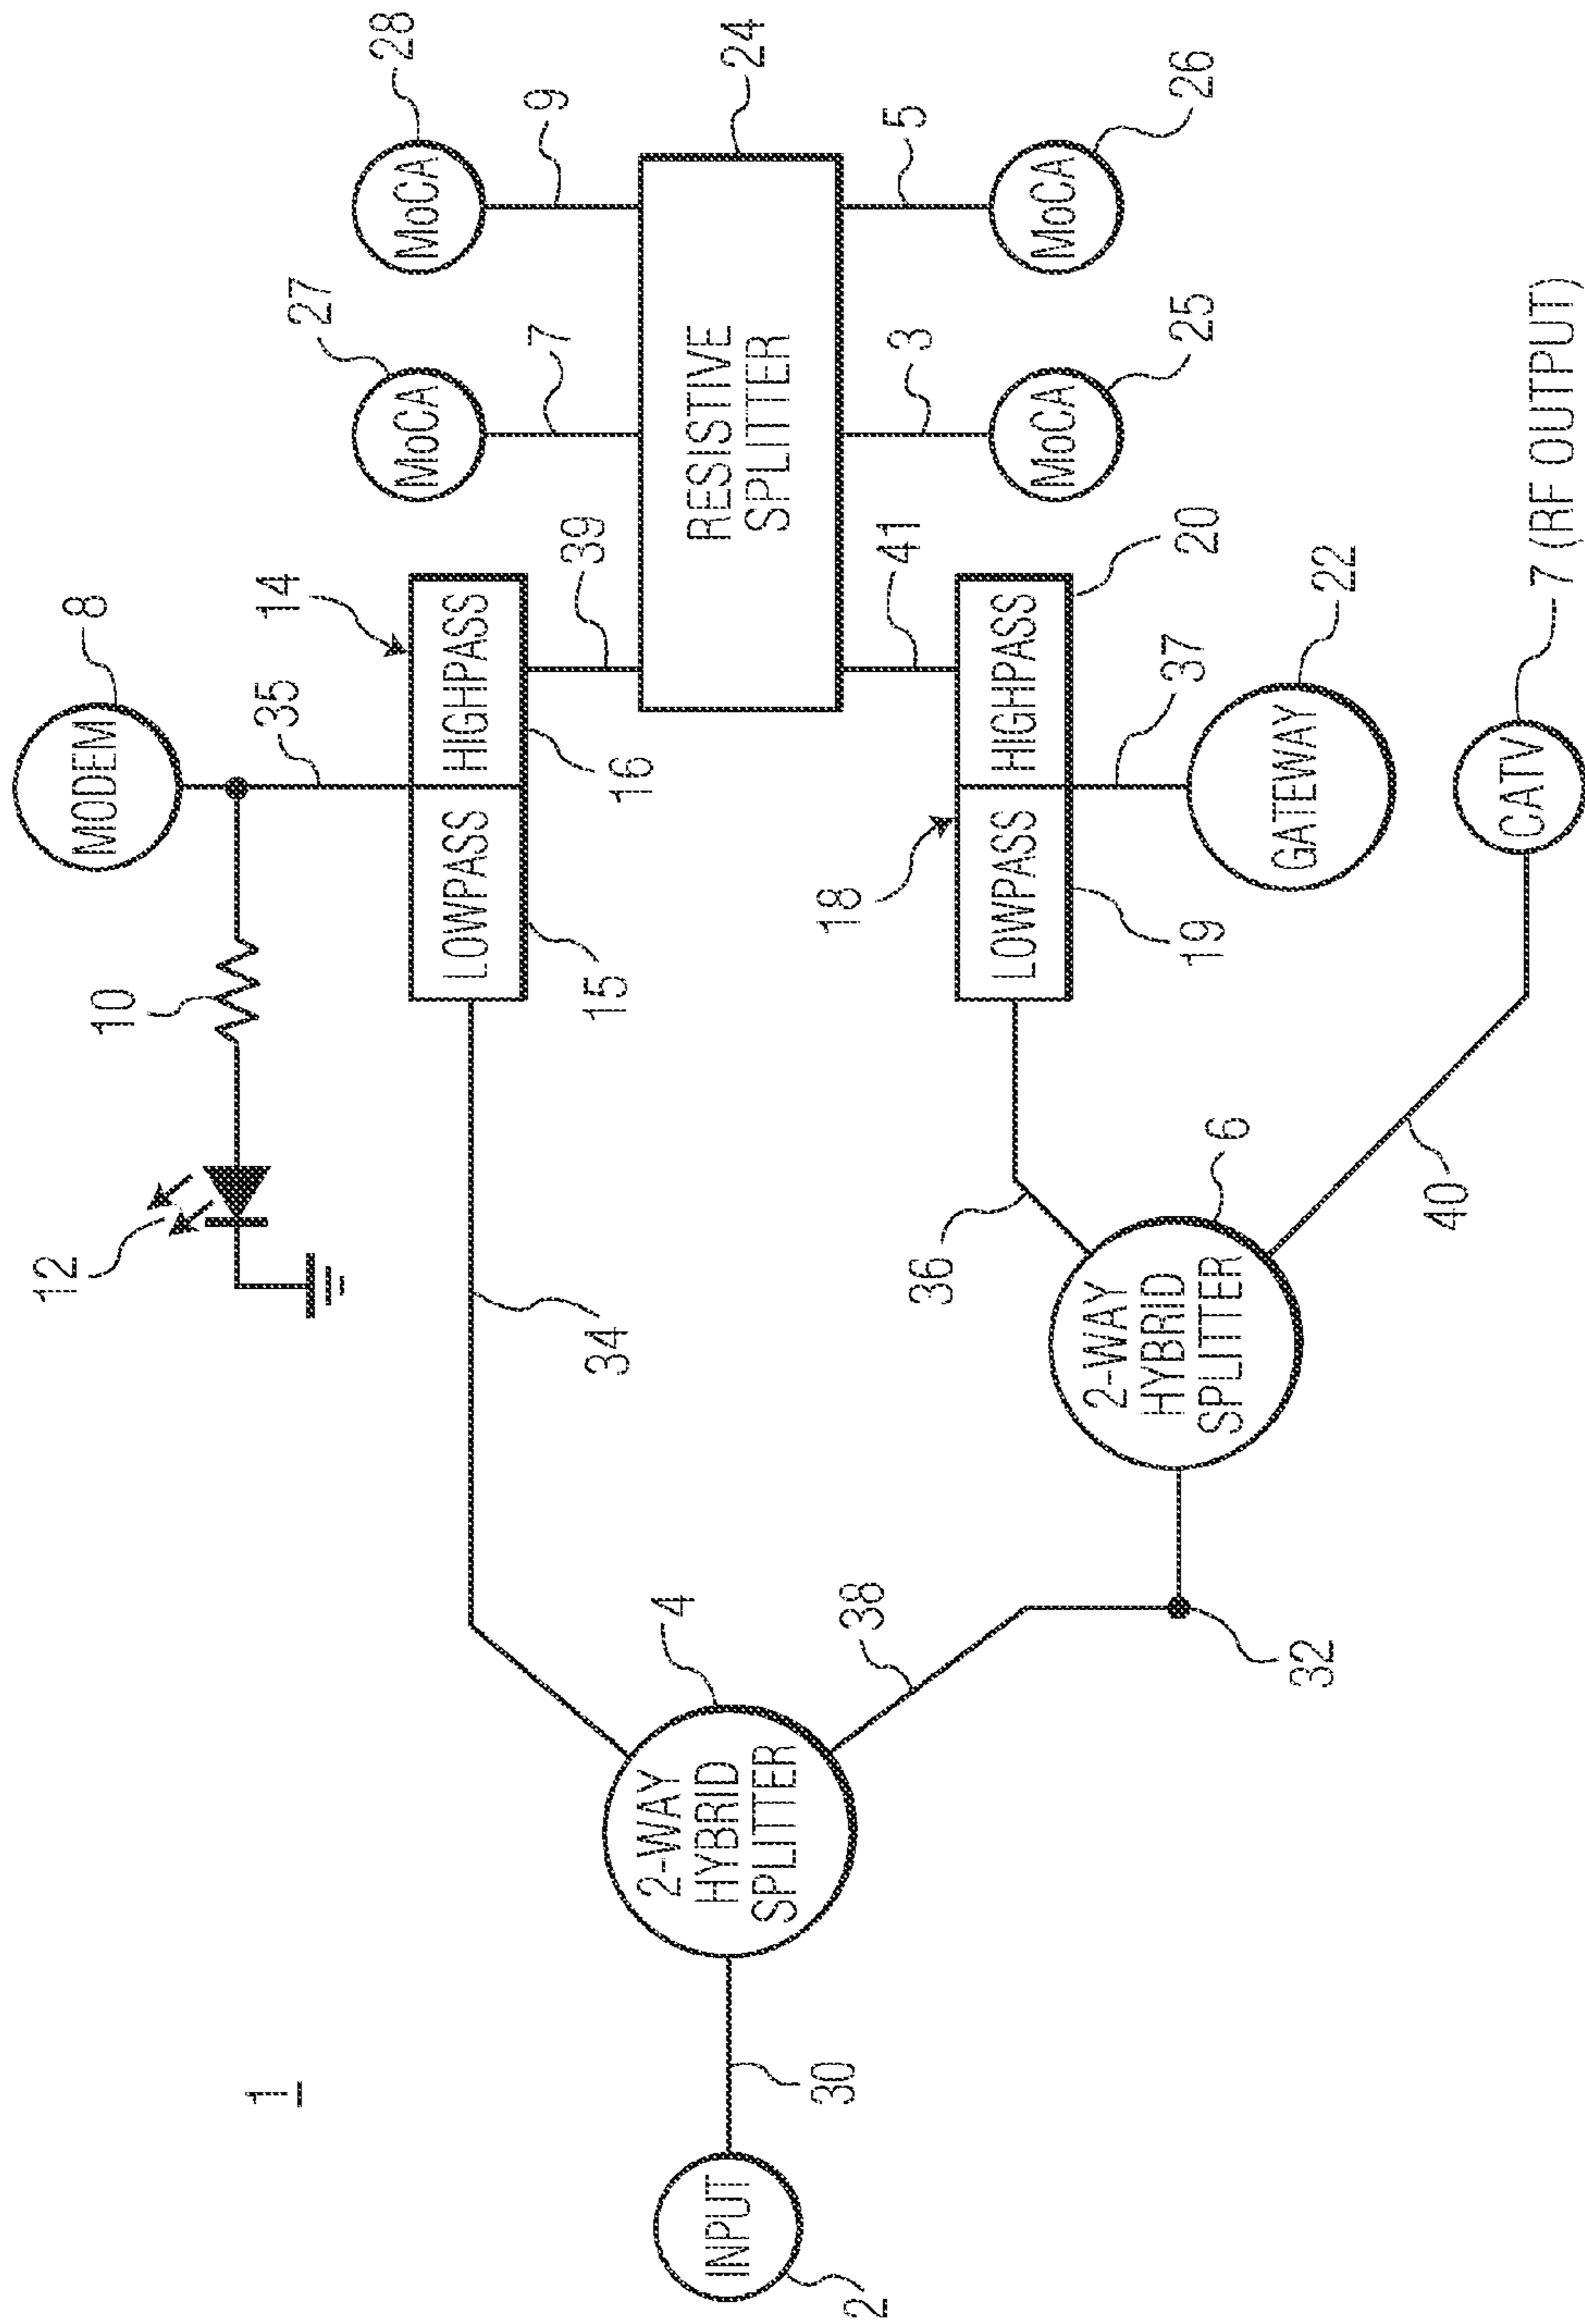 1
INPUT
2
30
2-WAY
HYBRID
SPLITTER
4
34
38
32
2-WAY
HYBRID
SPLITTER
6
36
40
12
10
MODEM
8
35
14
LOWPASS
HIGHPASS
15
16
39
18
LOWPASS
HIGHPASS
19
20
41
37
GATEWAY
22
CATV
7 (RF OUTPUT)
RESISTIVE
SPLITTER
24
MoCA
27
7
MoCA
28
9
MoCA
25
3
MoCA
26
5